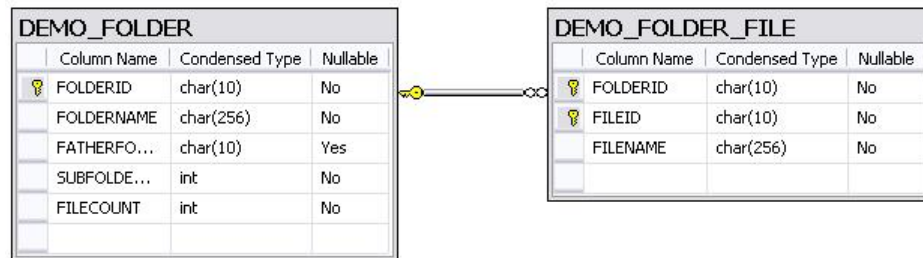 DEMO_FOLDER
Column Name Condensed Type Nullable
FOLDERID char(10) No
FOLDERNAME char(256) No
FATHERFO... char(10) Yes
SUBFOLDE... int No
FILECOUNT int No
DEMO_FOLDER_FILE
Column Name Condensed Type Nullable
FOLDERID char(10) No
FILEID char(10) No
FILENAME char(256) No